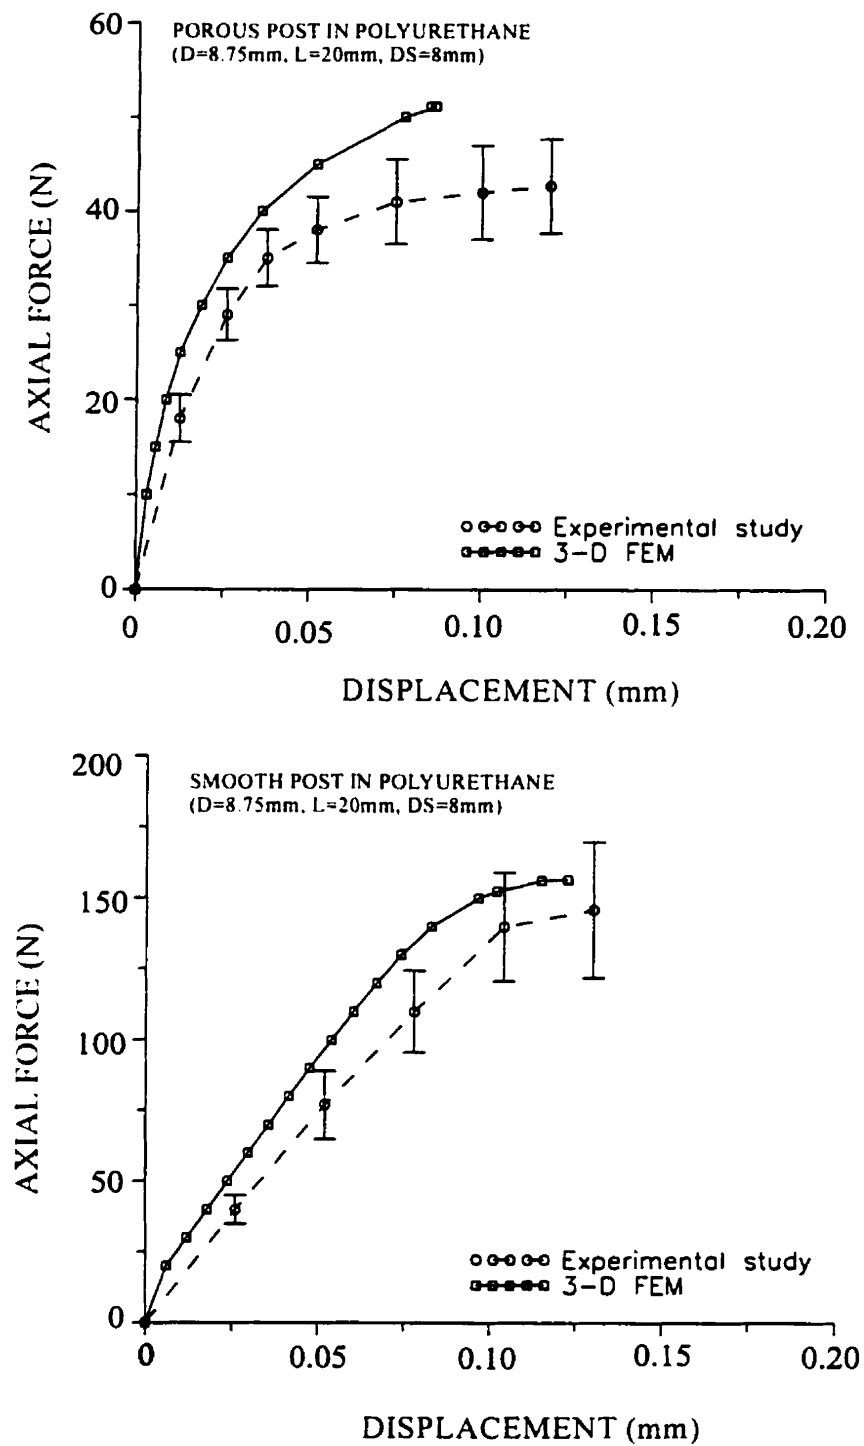 POROUS POST IN POLYURETHANE
(D=8.75mm, L=20mm, DS=8mm)
60
40
20
0
AXIAL FORCE (N)
Experimental study
3-D FEM
0 0.05 0.10 0.15 0.20
DISPLACEMENT (mm)
SMOOTH POST IN POLYURETHANE
(D=8.75mm, L=20mm, DS=8mm)
200
150
100
50
0
AXIAL FORCE (N)
Experimental study
3-D FEM
0 0.05 0.10 0.15 0.20
DISPLACEMENT (mm)